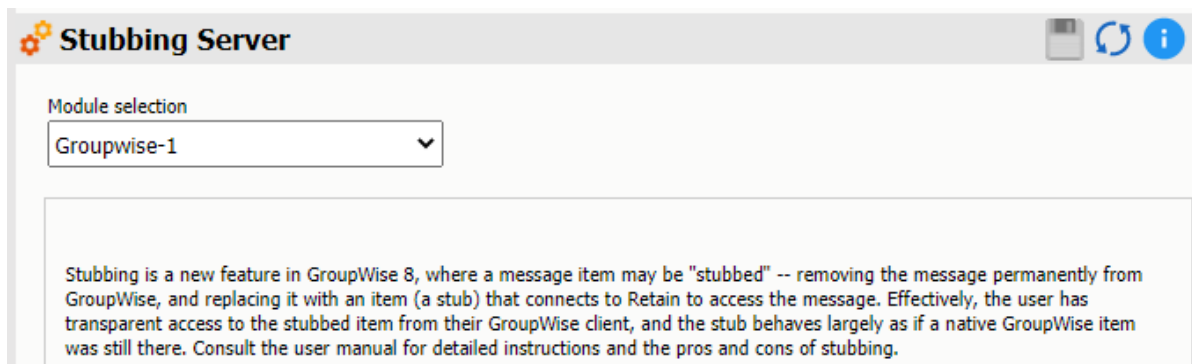 Stubbing Server
Module selection
Groupwise-1
Stubbing is a new feature in GroupWise 8, where a message item may be "stubbed" -- removing the message permanently from
GroupWise, and replacing it with an item (a stub) that connects to Retain to access the message. Effectively, the user has
transparent access to the stubbed item from their GroupWise client, and the stub behaves largely as if a native GroupWise item
was still there. Consult the user manual for detailed instructions and the pros and cons of stubbing.